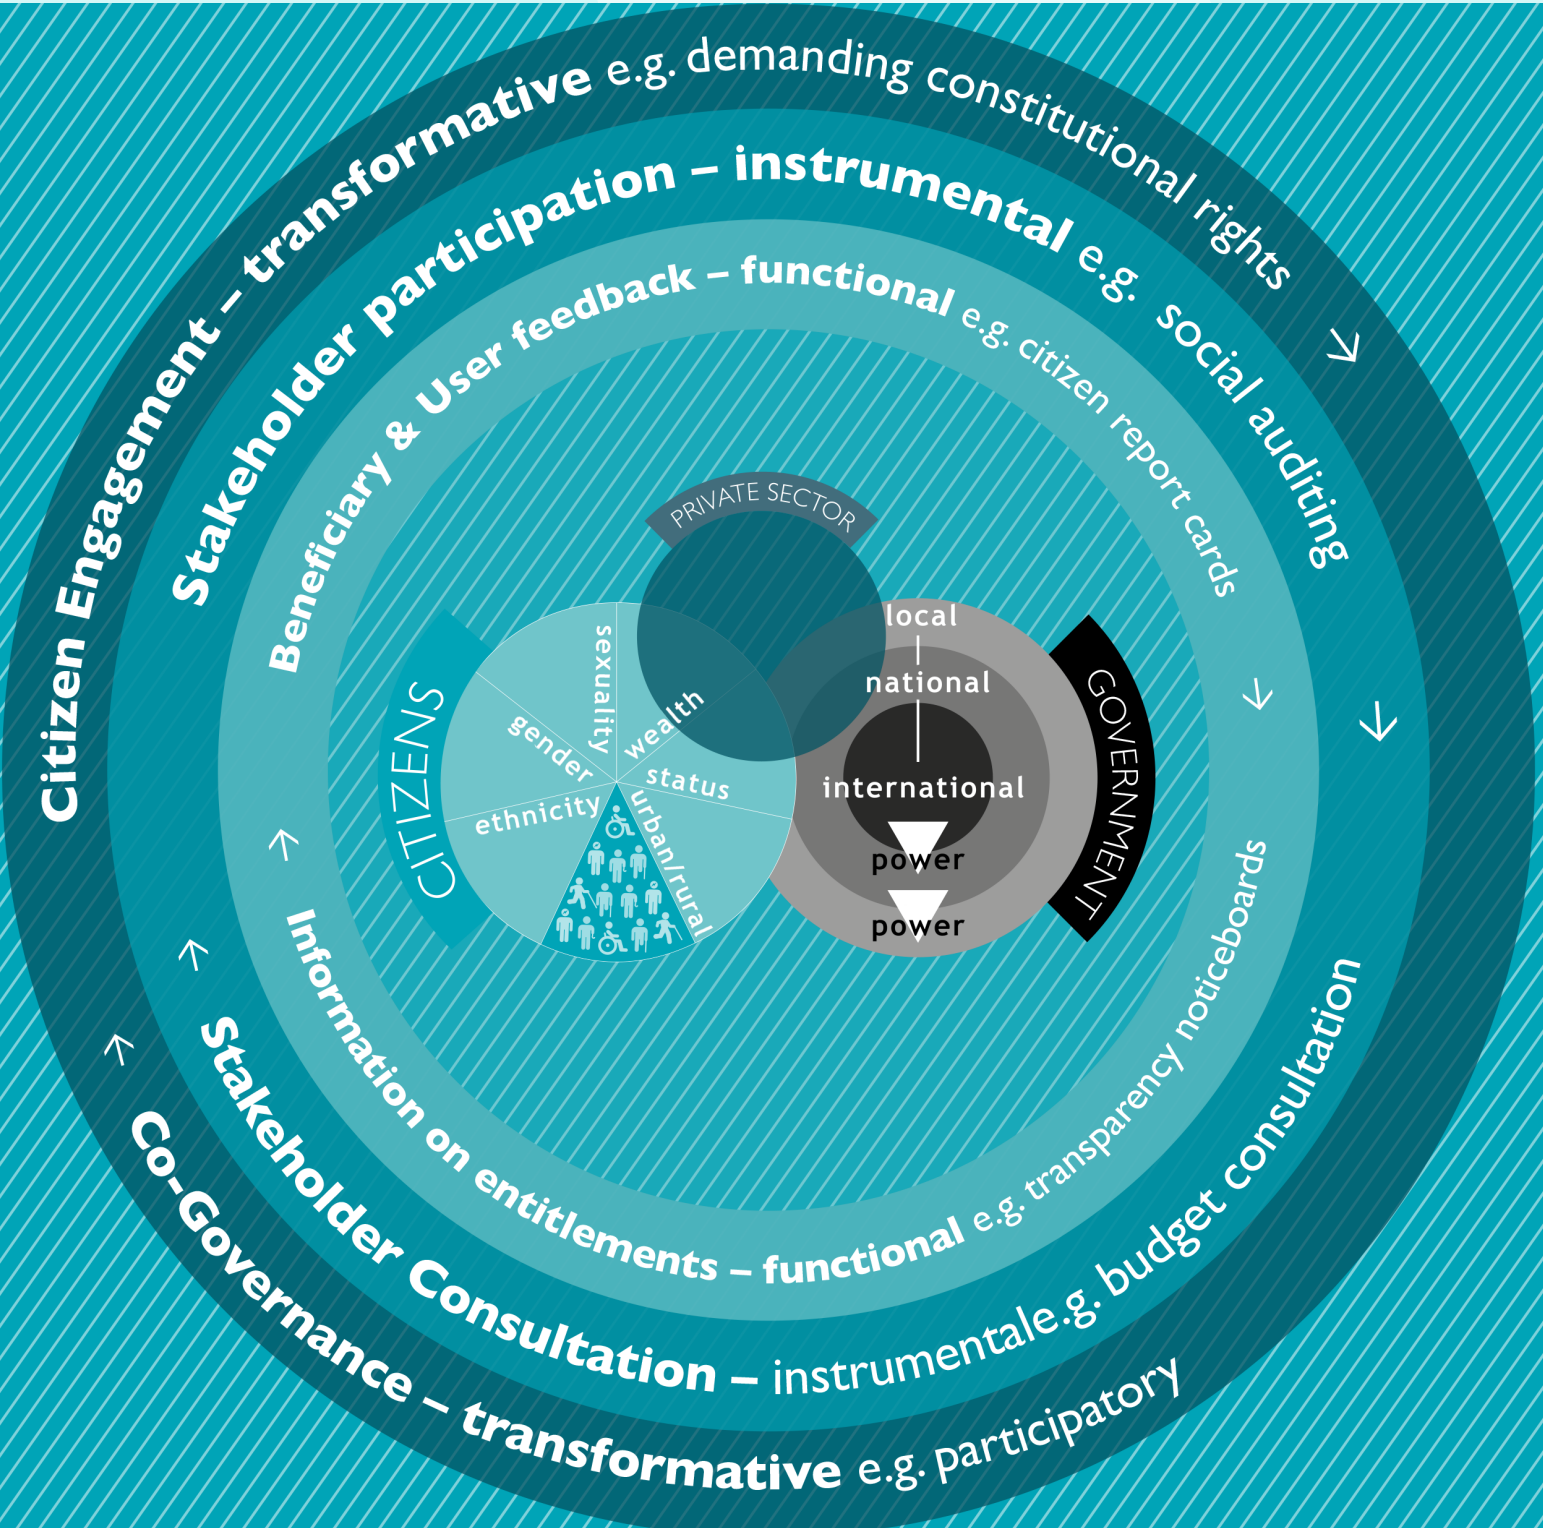 Citizen Engagement – transformative e.g. demanding constitutional rights
Stakeholder participation – instrumental e.g. social auditing
Beneficiary & User feedback – functional e.g. citizen report cards
PRIVATE SECTOR
CITIZENS
sexuality
wealth
gender
status
ethnicity
urban/rural
local
national
international
power
power
GOVERNMENT
Information on entitlements – functional e.g. transparency noticeboards
Stakeholder Consultation – instrumentale.g. budget consultation
Co-Governance – transformative e.g. participatory